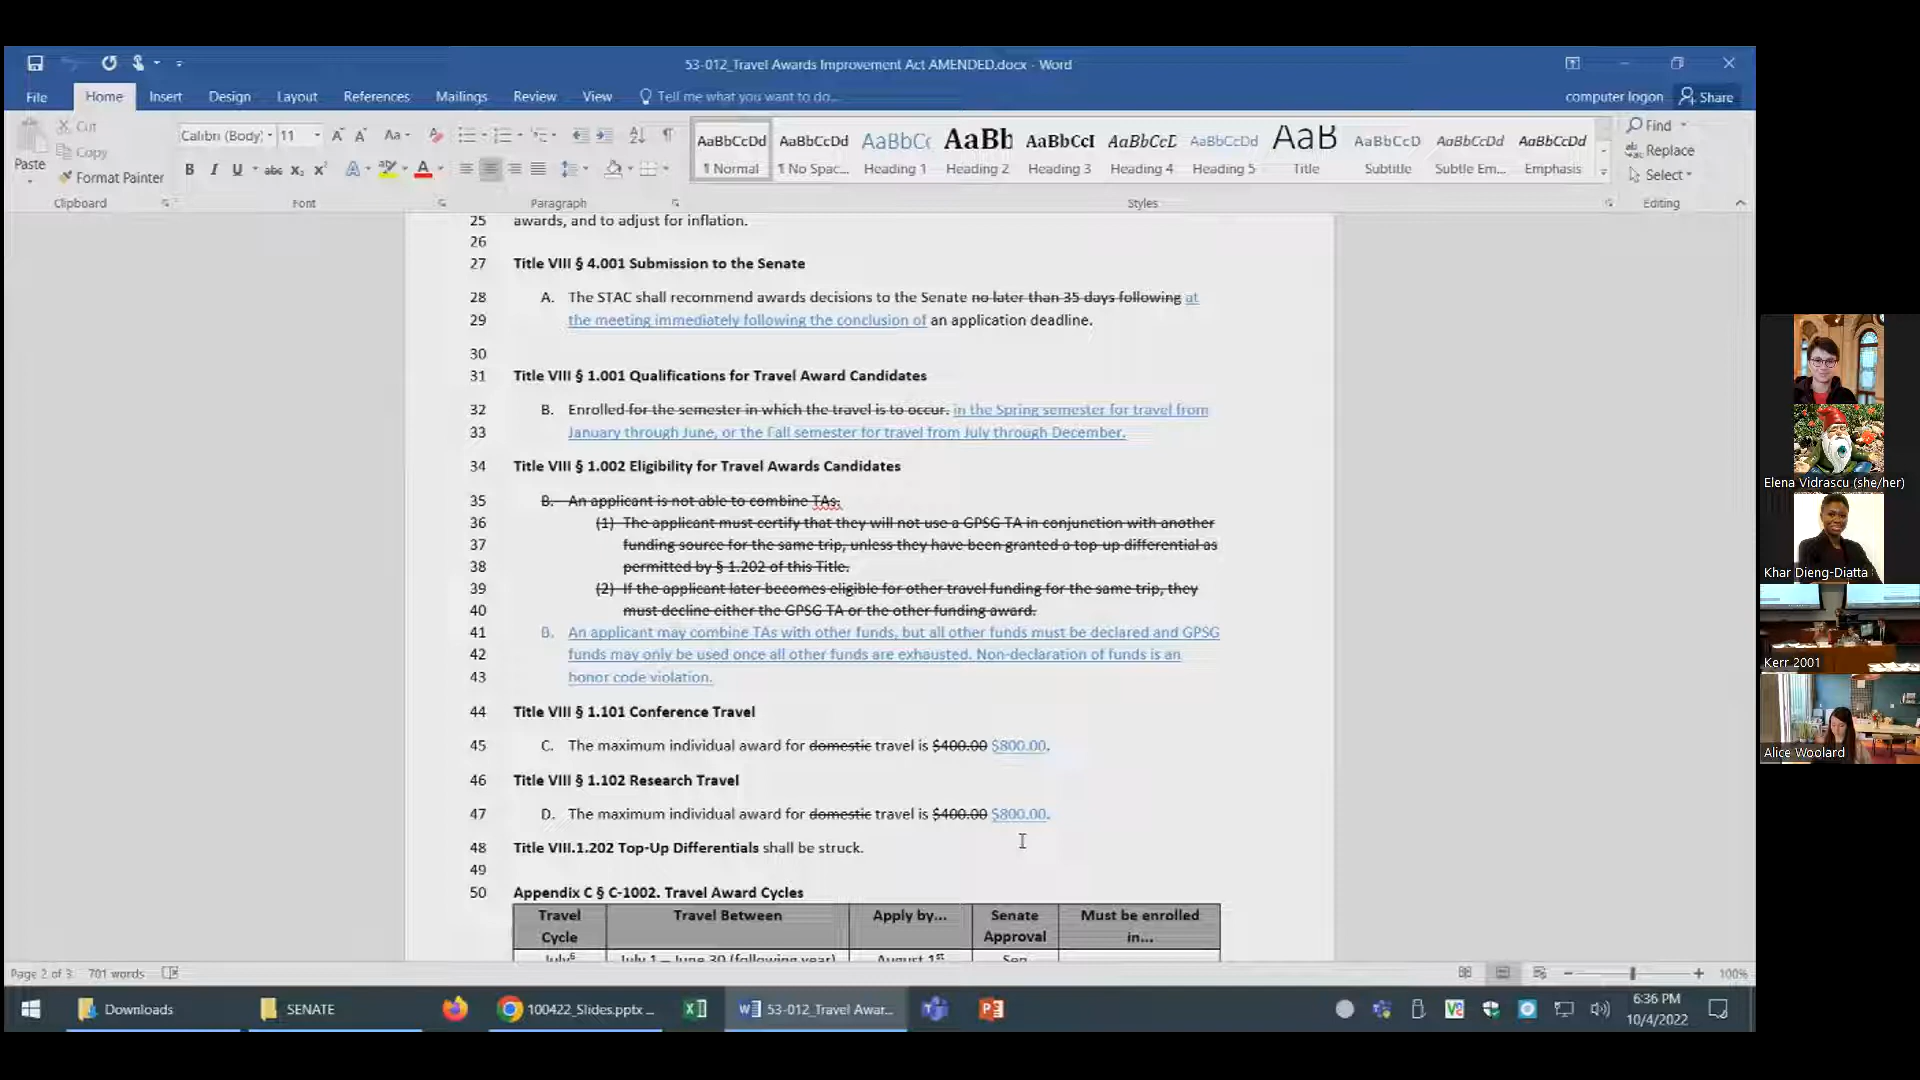 53-012_Travel Awards Improvement Act AMENDED.docx - Word
File Home Insert Design Layout References Mailings Review View Tell me what you want to do... computer logon Share
Cut
Copy
Paste
Format Painter
Calibri (Body) 11
AaBbCcDd AaBbCcDd AaBbCc AaBb AaBbCcI AaBbCcD AaBbCcDd AaB AaBbCcD AaBbCcDd AaBbCcDd
¶ Normal ¶ No Spac... Heading 1 Heading 2 Heading 3 Heading 4 Heading 5 Title Subtitle Subtle Em... Emphasis
Find
Replace
Select
Clipboard Font Paragraph Styles Editing
25 awards, and to adjust for inflation.
26
27 Title VIII § 4.001 Submission to the Senate
28 A. The STAC shall recommend awards decisions to the Senate no later than 35 days following at
29 the meeting immediately following the conclusion of an application deadline.
30
31 Title VIII § 1.001 Qualifications for Travel Award Candidates
32 B. Enrolled for the semester in which the travel is to occur. in the Spring semester for travel from
33 January through June, or the Fall semester for travel from July through December.
34 Title VIII § 1.002 Eligibility for Travel Awards Candidates
35 B. An applicant is not able to combine TAs.
36 (1) The applicant must certify that they will not use a GPSG TA in conjunction with another
37 funding source for the same trip, unless they have been granted a top-up differential as
38 permitted by § 1.202 of this Title.
39 (2) If the applicant later becomes eligible for other travel funding for the same trip, they
40 must decline either the GPSG TA or the other funding award.
41 B. An applicant may combine TAs with other funds, but all other funds must be declared and GPSG
42 funds may only be used once all other funds are exhausted. Non-declaration of funds is an
43 honor code violation.
44 Title VIII § 1.101 Conference Travel
45 C. The maximum individual award for domestic travel is $400.00 $800.00.
46 Title VIII § 1.102 Research Travel
47 D. The maximum individual award for domestic travel is $400.00 $800.00.
48 Title VIII.1.202 Top-Up Differentials shall be struck.
49
50 Appendix C § C-1002. Travel Award Cycles
Travel Cycle Travel Between Apply by... Senate Approval Must be enrolled in...
July July 1 – June 30 (following year) August 1st Sep
Page 2 of 3 701 words 100%
Downloads SENATE 100422_Slides.pptx ... 53-012_Travel Awar... 6:36 PM
10/4/2022
Elena Vidrascu (she/her)
Khar Dieng-Diatta
Kerr 2001
Alice Woolard